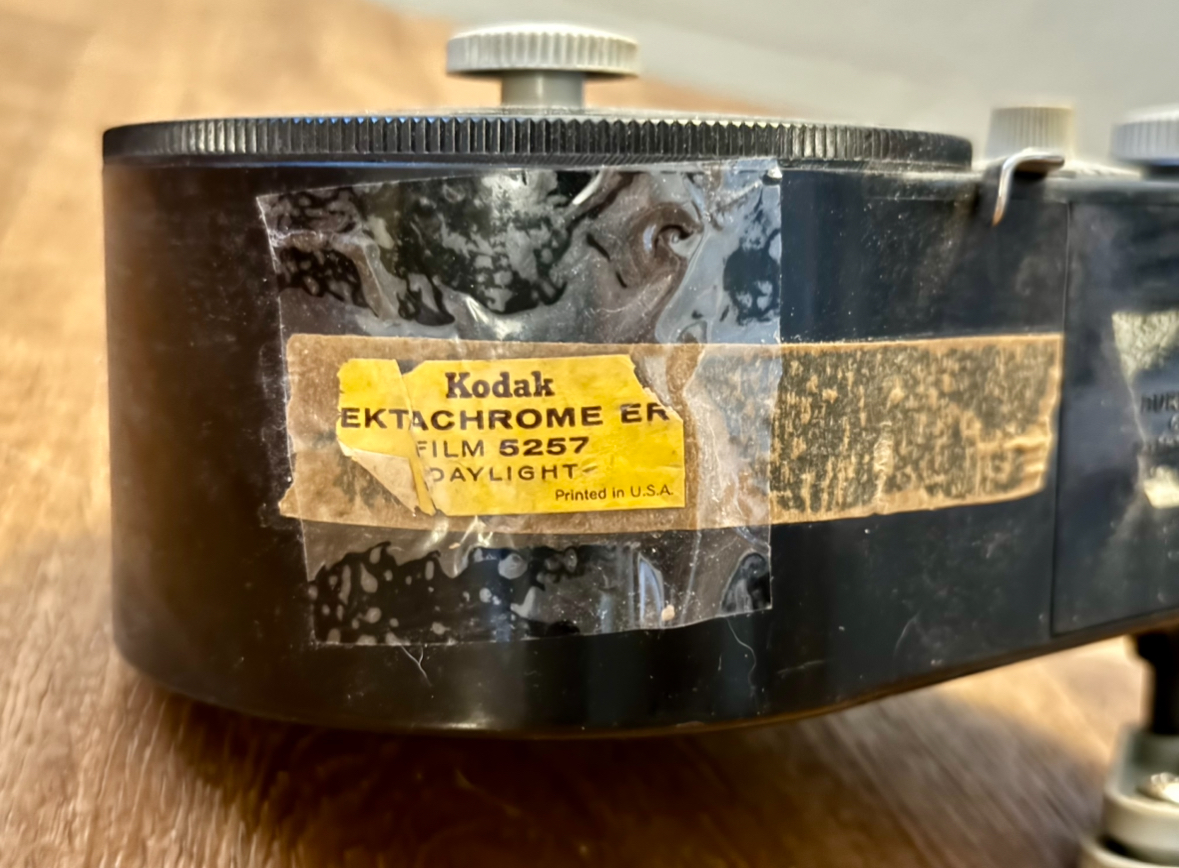 Kodak
EKTACHROME ER
FILM 5257
DAYLIGHT
Printed in U.S.A.